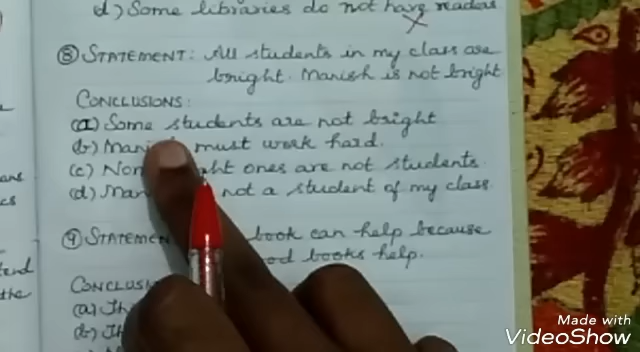 d) Some libraries do not have readers
⑧ STATEMENT: All students in my class are
bright. Manish is not bright
CONCLUSIONS:
(a) Some students are not bright
(b) must work hard.
(c) ones are not students.
(d) not a student of my class
⑨ book can help because
books help.
(a)
(b)
the
Made with
VideoShow